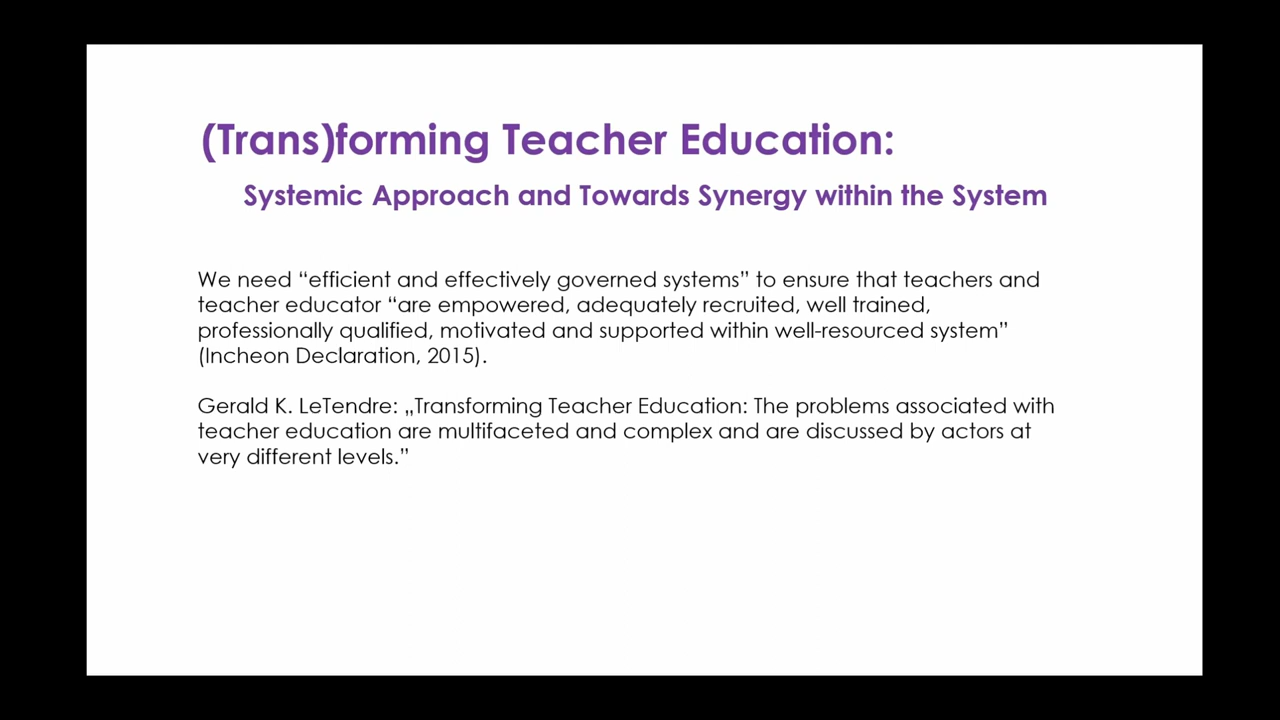 (Trans)forming Teacher Education:
Systemic Approach and Towards Synergy within the System
We need “efficient and effectively governed systems” to ensure that teachers and
teacher educator “are empowered, adequately recruited, well trained,
professionally qualified, motivated and supported within well-resourced system”
(Incheon Declaration, 2015).
Gerald K. LeTendre: „Transforming Teacher Education: The problems associated with
teacher education are multifaceted and complex and are discussed by actors at
very different levels.”